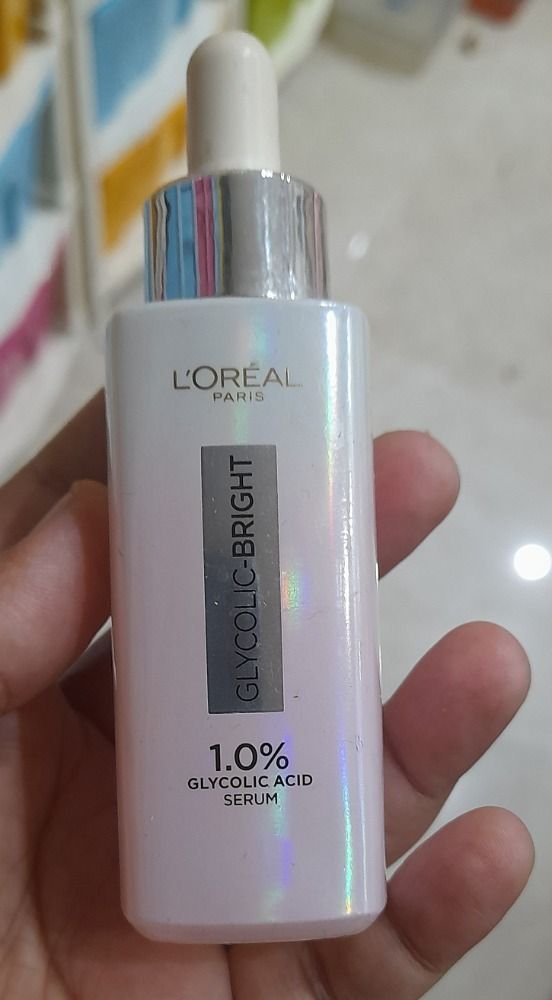 L'ORÉAL
PARIS
GLYCOLIC-BRIGHT
1.0%
GLYCOLIC ACID
SERUM